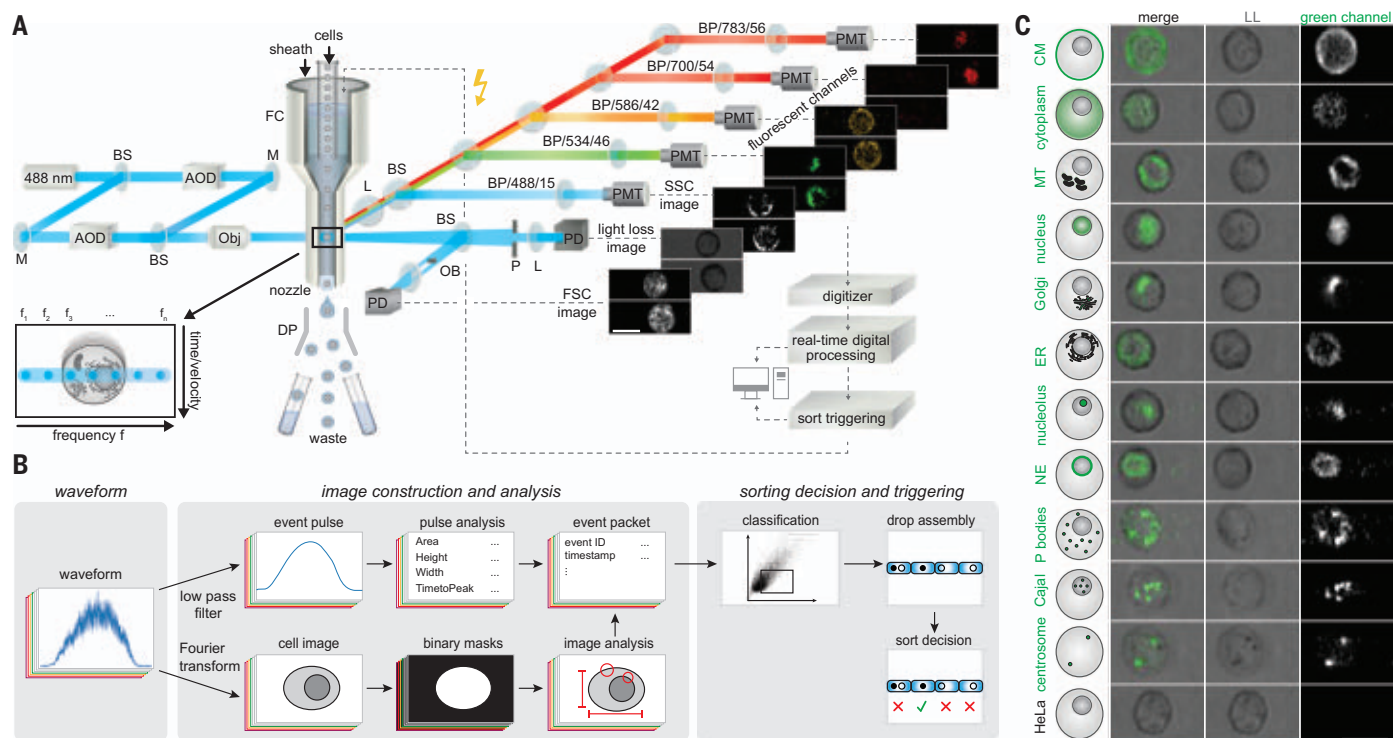 A
cells
sheath
FC
488 nm
BS
AOD
M
M
AOD
BS
Obj
L
BS
BP/783/56
PMT
BP/700/54
PMT
BP/586/42
PMT
BP/534/46
PMT
BP/488/15
PMT
fluorescent channels
SSC
image
BS
OB
P
L
PD
light loss
image
PD
FSC
image
nozzle
DP
waste
f1 f2 f3 ... fn
time/velocity
frequency f
digitizer
real-time digital
processing
sort triggering
B
waveform
image construction and analysis
sorting decision and triggering
waveform
low pass
filter
Fourier
transform
event pulse
pulse analysis
Area ...
Height ...
Width ...
TimetoPeak ...
event packet
event ID ...
timestamp ...
⋮
cell image
binary masks
image analysis
classification
drop assembly
sort decision
C
merge
LL
green channel
CM
cytoplasm
MT
nucleus
Golgi
ER
nucleolus
NE
P bodies
Cajal
centrosome
HeLa